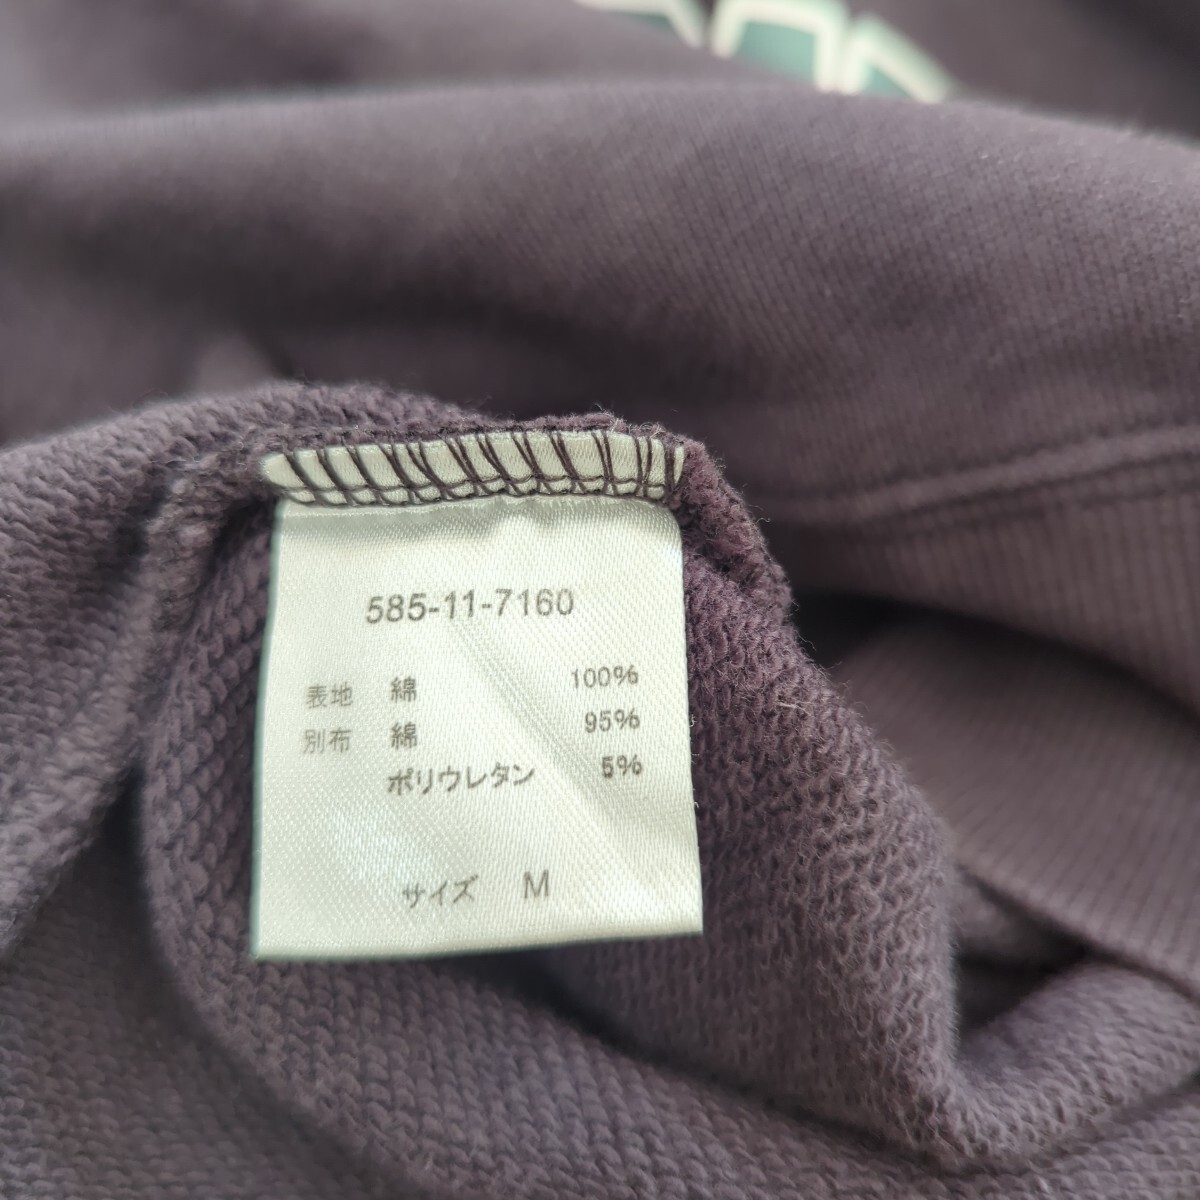 585-11-7160
表地 綿 100%
別布 綿 95%
ポリウレタン 5%
サイズ M